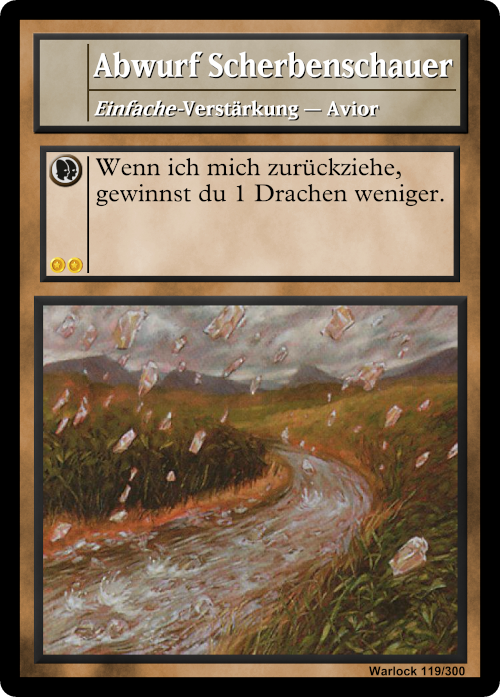 Abwurf Scherbenschauer
Einfache-Verstärkung — Avior
Wenn ich mich zurückziehe,
gewinnst du 1 Drachen weniger.
Warlock 119/300